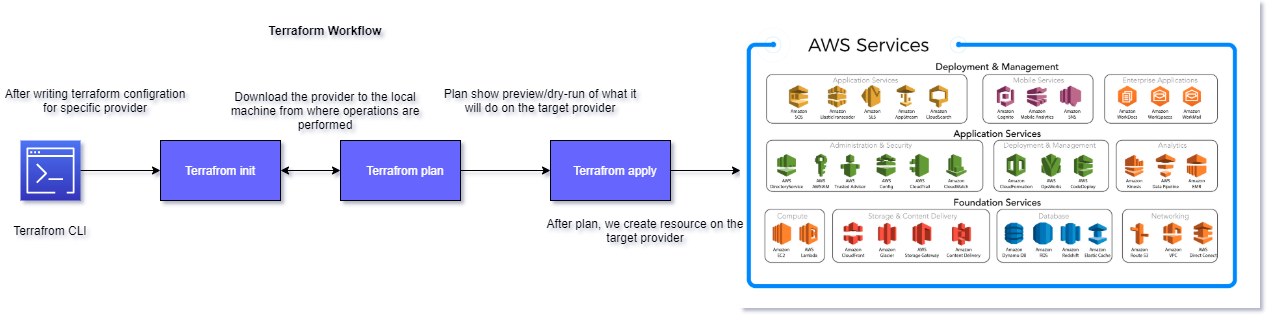 Terraform Workflow
After writing terraform configration
for specific provider
Download the provider to the local
machine from where operations are
performed
Plan show preview/dry-run of what it
will do on the target provider
Terrafrom CLI
Terrafrom init
Terrafrom plan
Terrafrom apply
After plan, we create resource on the
target provider
AWS Services
Deployment & Management
Application Services
Amazon
SQS
Amazon
ElasticTranscoder
Amazon
SES
Amazon
AppStream
Amazon
CloudSearch
Mobile Services
Amazon
Cognito
Amazon
Mobile Analytics
Amazon
SNS
Enterprise Applications
Amazon
WorkDocs
Amazon
WorkSpaces
Amazon
WorkMail
Application Services
Administration & Security
AWS
DirectoryService
AWS
AWSIAM
AWS
Trusted Advisor
AWS
Config
AWS
CloudTrail
Amazon
CloudWatch
Deployment & Management
Amazon
CloudFormation
AWS
OpsWorks
AWS
CodeDeploy
Analytics
Amazon
Kinesis
AWS
Data Pipeline
Amazon
EMR
Foundation Services
Compute
Amazon
EC2
AWS
Lambda
Storage & Content Delivery
Amazon
CloudFront
Amazon
Glacier
AWS
Storage Gateway
Amazon
Content Delivery
Database
Amazon
Dynamo DB
Amazon
RDS
Amazon
Redshift
Amazon
Elastic Cache
Networking
Amazon
Route 53
Amazon
VPC
AWS
Direct Conect